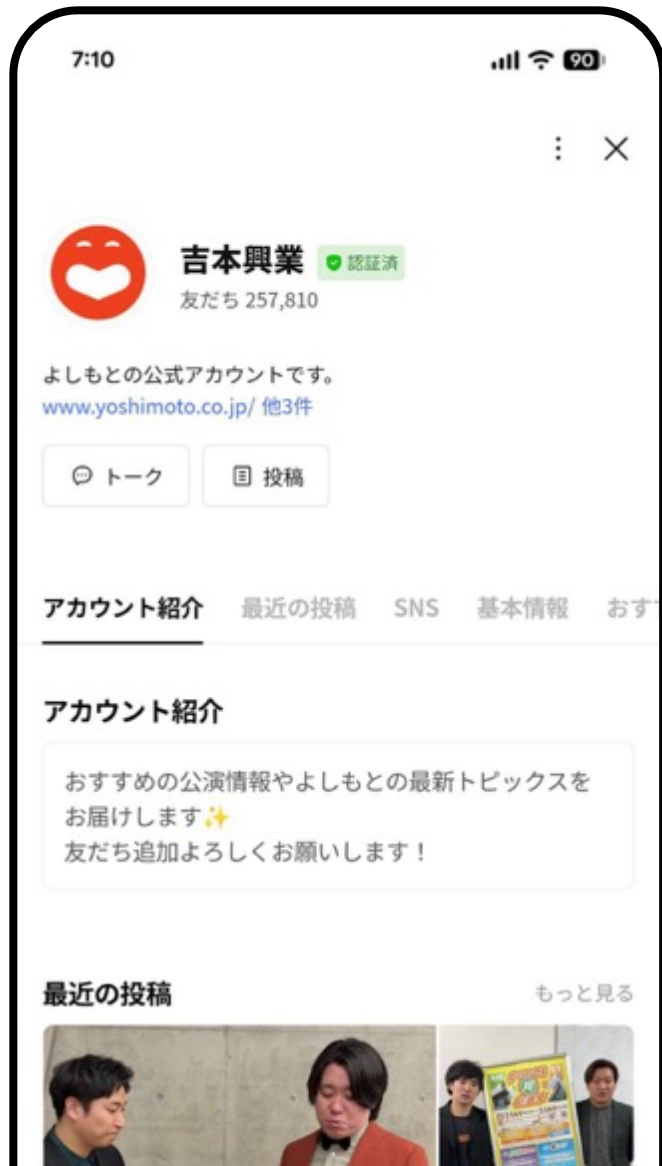 7:10
90
吉本興業 認証済
友だち 257,810
よしもとの公式アカウントです。
www.yoshimoto.co.jp/ 他3件
トーク 投稿
アカウント紹介 最近の投稿 SNS 基本情報 おす
アカウント紹介
おすすめの公演情報やよしもとの最新トピックスを
お届けします✨
友だち追加よろしくお願いします！
最近の投稿 もっと見る